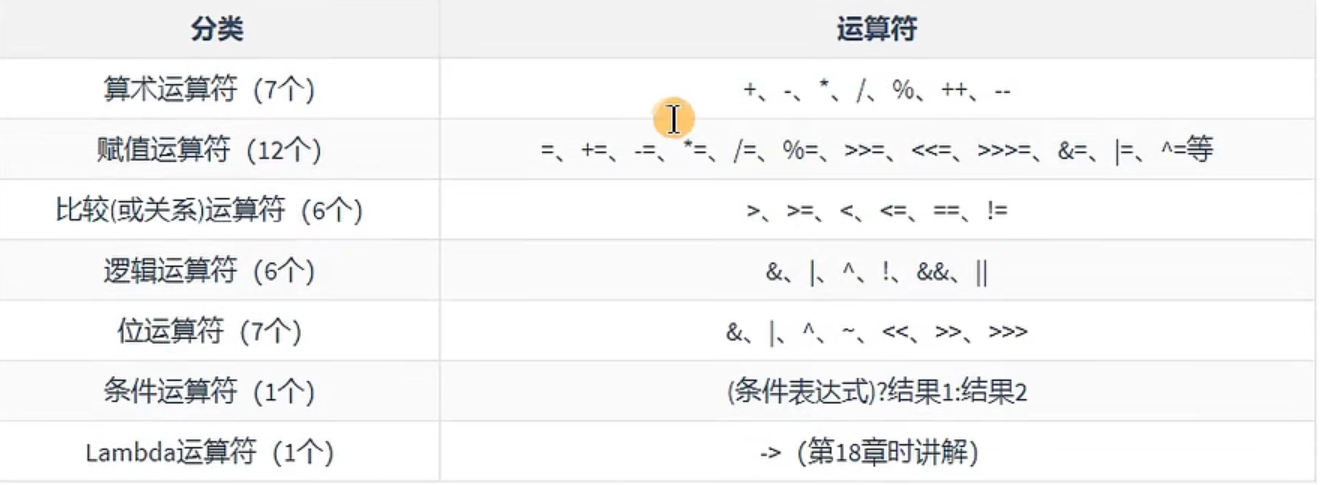 分类 运算符
算术运算符（7个） +、-、*、/、%、++、--
赋值运算符（12个） =、+=、-=、*=、/=、%=、>>=、<<=、>>>=、&=、|=、^=等
比较(或关系)运算符（6个） >、>=、<、<=、==、!=
逻辑运算符（6个） &、|、^、!、&&、||
位运算符（7个） &、|、^、~、<<、>>、>>>
条件运算符（1个） (条件表达式)?结果1:结果2
Lambda运算符（1个） ->（第18章时讲解）